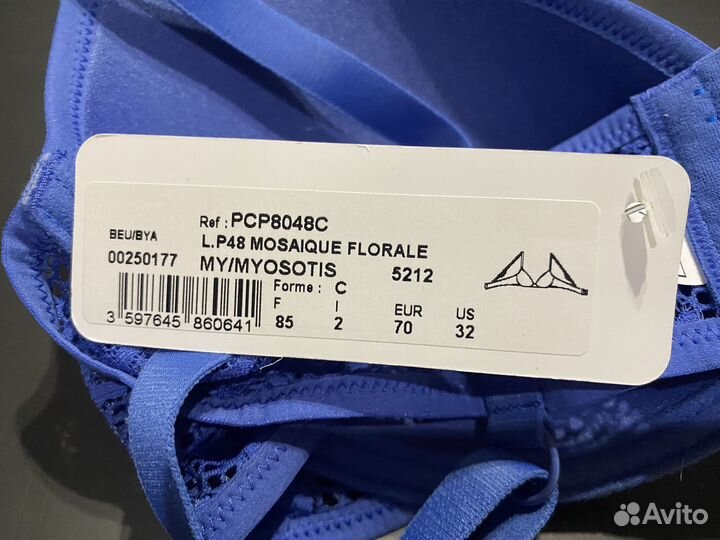 Ref : PCP8048C
BEU/BYA
L.P48 MOSAIQUE FLORALE
00250177 MY/MYOSOTIS 5212
Forme : C
F I EUR US
85 2 70 32
3 597645 860641
Avito